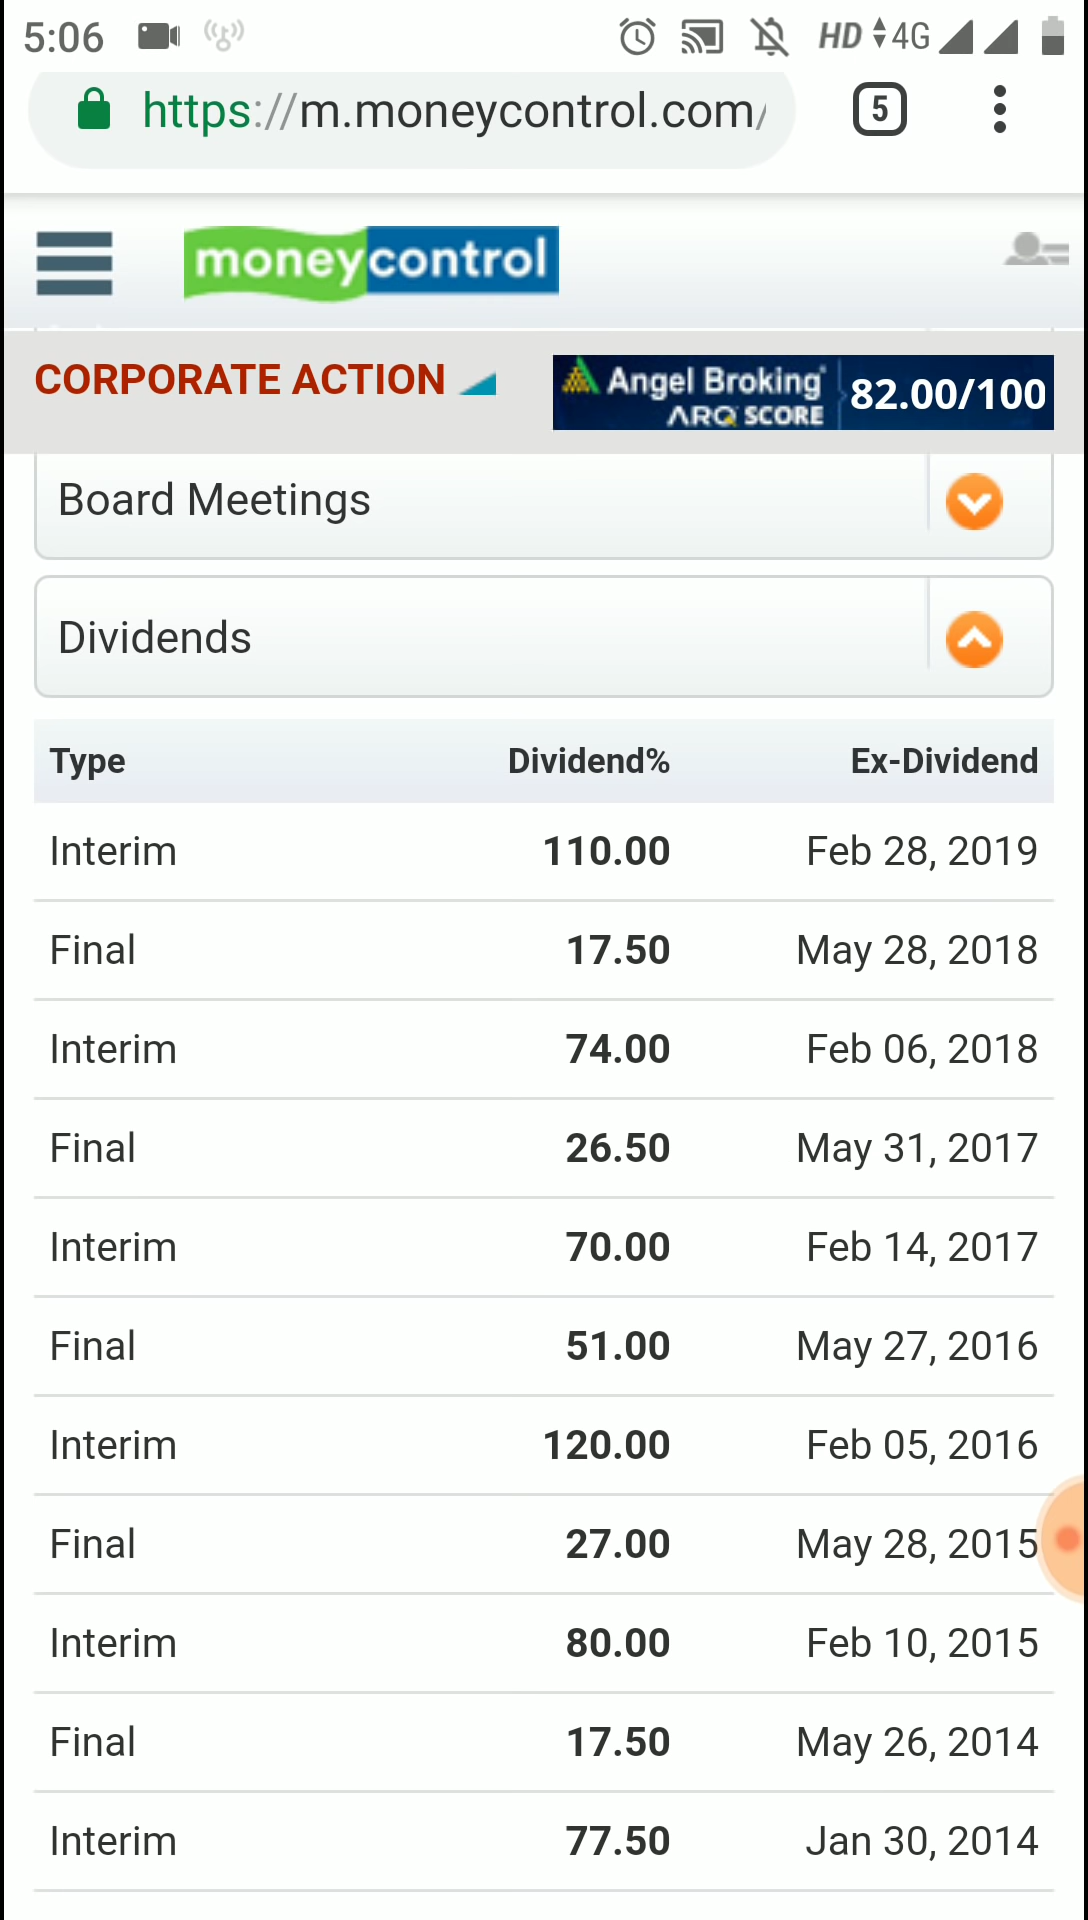 5:06 HD 4G
https://m.moneycontrol.com/ 5
moneycontrol
CORPORATE ACTION
Angel Broking
ARQ SCORE
82.00/100
Board Meetings
Dividends
Type Dividend% Ex-Dividend
Interim 110.00 Feb 28, 2019
Final 17.50 May 28, 2018
Interim 74.00 Feb 06, 2018
Final 26.50 May 31, 2017
Interim 70.00 Feb 14, 2017
Final 51.00 May 27, 2016
Interim 120.00 Feb 05, 2016
Final 27.00 May 28, 2015
Interim 80.00 Feb 10, 2015
Final 17.50 May 26, 2014
Interim 77.50 Jan 30, 2014